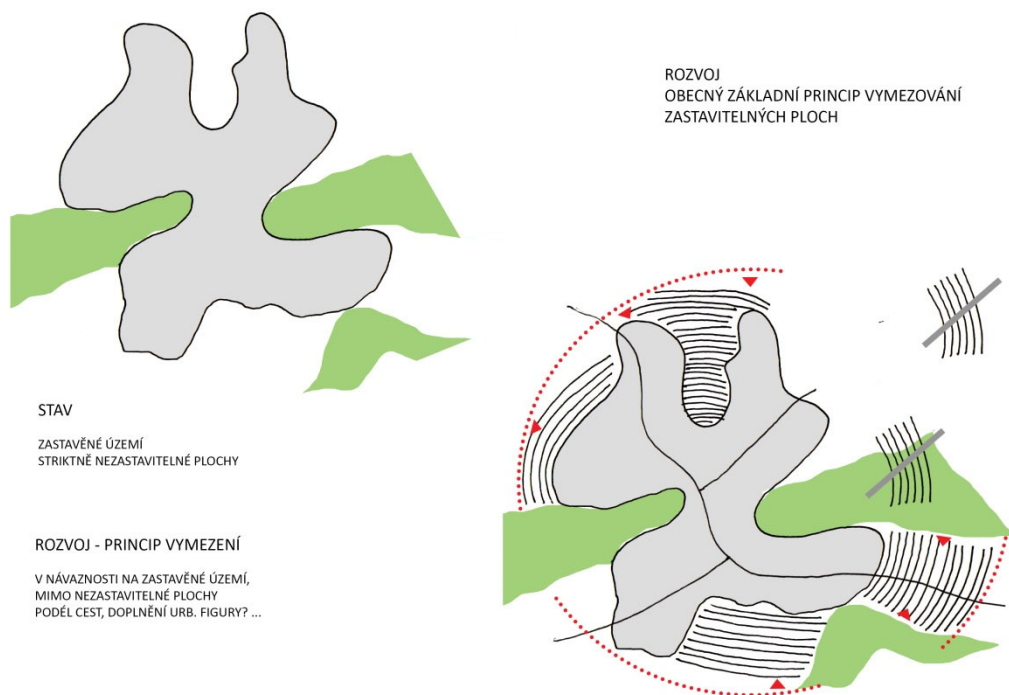 STAV
ZASTAVĚNÉ ÚZEMÍ
STRIKTNĚ NEZASTAVITELNÉ PLOCHY
ROZVOJ - PRINCIP VYMEZENÍ
V NÁVAZNOSTI NA ZASTAVĚNÉ ÚZEMÍ,
MIMO NEZASTAVITELNÉ PLOCHY
PODÉL CEST, DOPLNĚNÍ URB. FIGURY? ...
ROZVOJ
OBECNÝ ZÁKLADNÍ PRINCIP VYMEZOVÁNÍ
ZASTAVITELNÝCH PLOCH